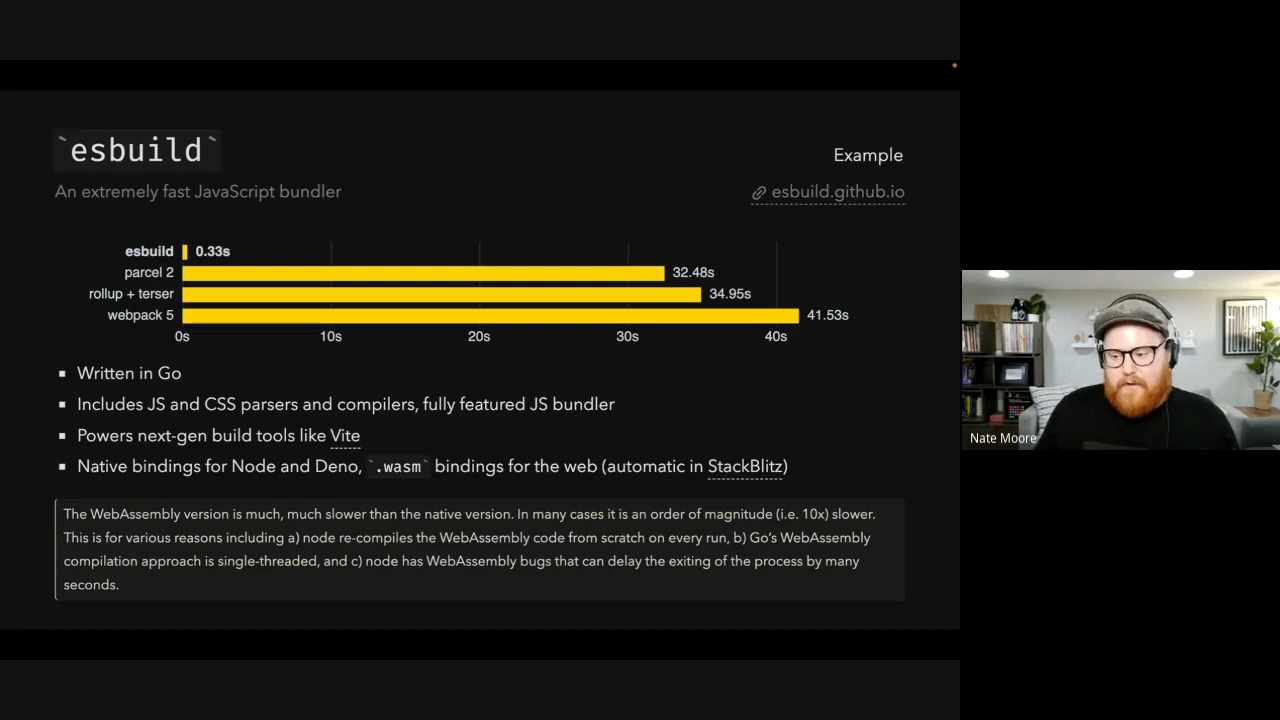 `esbuild`
Example
An extremely fast JavaScript bundler
esbuild.github.io
esbuild 0.33s
parcel 2 32.48s
rollup + terser 34.95s
webpack 5 41.53s
0s 10s 20s 30s 40s
Written in Go
Includes JS and CSS parsers and compilers, fully featured JS bundler
Powers next-gen build tools like Vite
Native bindings for Node and Deno, `.wasm` bindings for the web (automatic in StackBlitz)
The WebAssembly version is much, much slower than the native version. In many cases it is an order of magnitude (i.e. 10x) slower.
This is for various reasons including a) node re-compiles the WebAssembly code from scratch on every run, b) Go’s WebAssembly
compilation approach is single-threaded, and c) node has WebAssembly bugs that can delay the exiting of the process by many
seconds.
Nate Moore